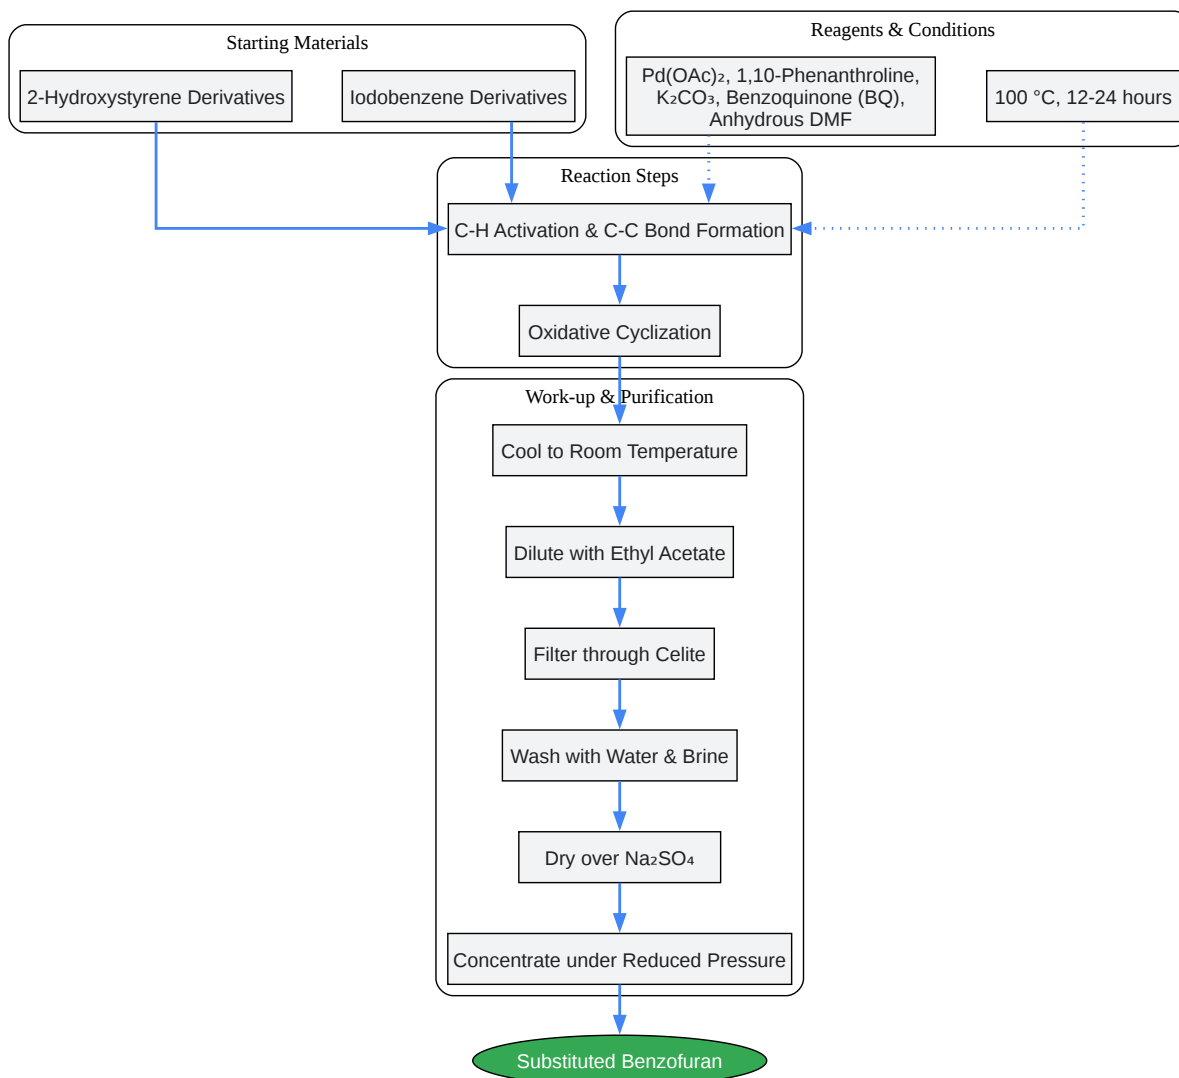 Starting Materials
2-Hydroxystyrene Derivatives
Iodobenzene Derivatives
Reagents & Conditions
Pd(OAc)₂, 1,10-Phenanthroline,
K₂CO₃, Benzoquinone (BQ),
Anhydrous DMF
100 °C, 12-24 hours
Reaction Steps
C-H Activation & C-C Bond Formation
Oxidative Cyclization
Work-up & Purification
Cool to Room Temperature
Dilute with Ethyl Acetate
Filter through Celite
Wash with Water & Brine
Dry over Na₂SO₄
Concentrate under Reduced Pressure
Substituted Benzofuran